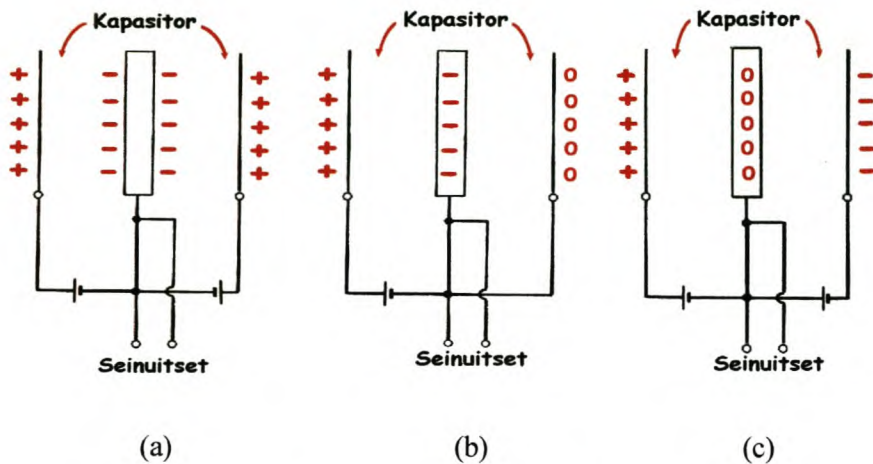 Kapasitor Kapasitor Kapasitor
+ - - + + - o + o -
+ - - + + - o + o -
+ - - + + - o + o -
+ - - + + - o + o -
+ - - + + - o + o -
Seinuitset Seinuitset Seinuitset
(a) (b) (c)